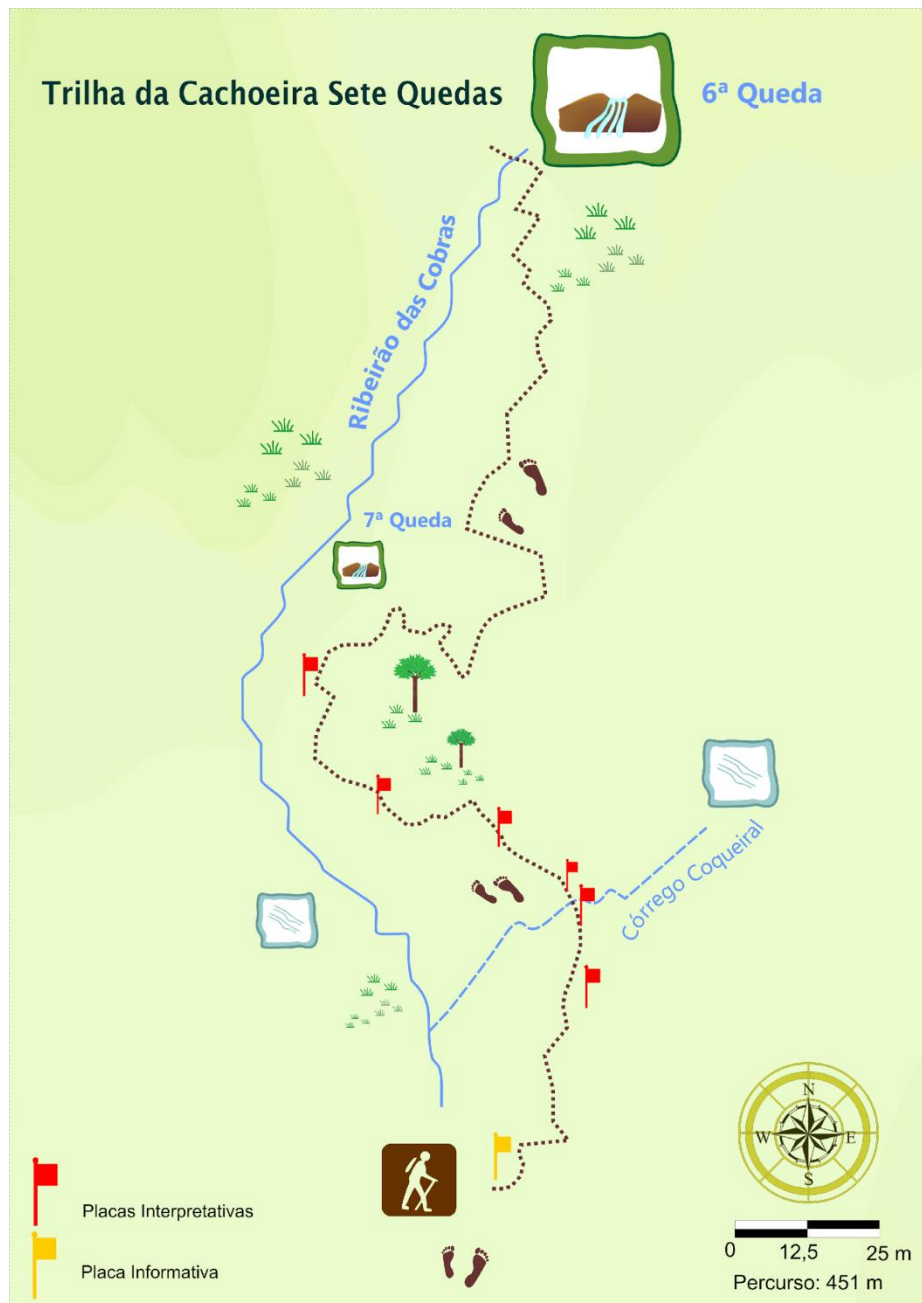 Trilha da Cachoeira Sete Quedas
6ª Queda
Ribeirão das Cobras
7ª Queda
Córrego Coqueiral
N
W
E
S
Placas Interpretativas
Placa Informativa
0 12,5 25 m
Percurso: 451 m